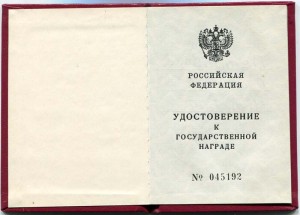 РОССИЙСКАЯ
ФЕДЕРАЦИЯ
УДОСТОВЕРЕНИЕ
К
ГОСУДАРСТВЕННОЙ
НАГРАДЕ
№ 045192